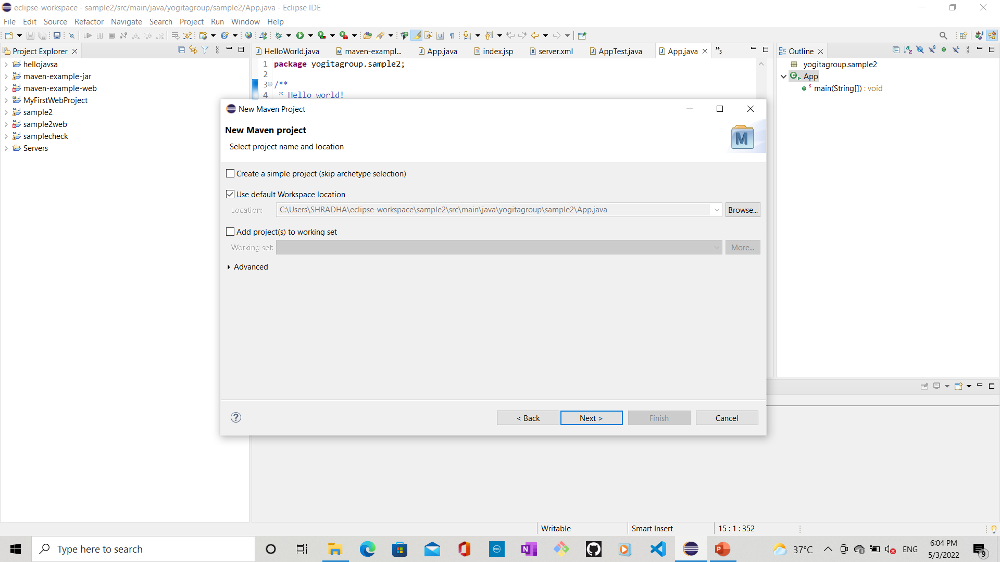 eclipse-workspace - sample2/src/main/java/yogitagroup/sample2/App.java - Eclipse IDE
File Edit Source Refactor Navigate Search Project Run Window Help
Project Explorer
hellojavsa
maven-example-jar
maven-example-web
MyFirstWebProject
sample2
sample2web
samplecheck
Servers
HelloWorld.java maven-exampl... App.java index.jsp server.xml AppTest.java App.java »3
1 package yogitagroup.sample2;
2
3 /**
4 * Hello world!
Outline
yogitagroup.sample2
App
main(String[]) : void
New Maven Project
New Maven project
Select project name and location
M
Create a simple project (skip archetype selection)
Use default Workspace location
Location: C:\Users\SHRADHA\eclipse-workspace\sample2\src\main\java\yogitagroup\sample2\App.java Browse...
Add project(s) to working set
Working set: More...
Advanced
? < Back Next > Finish Cancel
Writable Smart Insert 15 : 1 : 352
Type here to search
37°C ENG 6:04 PM
5/3/2022
9